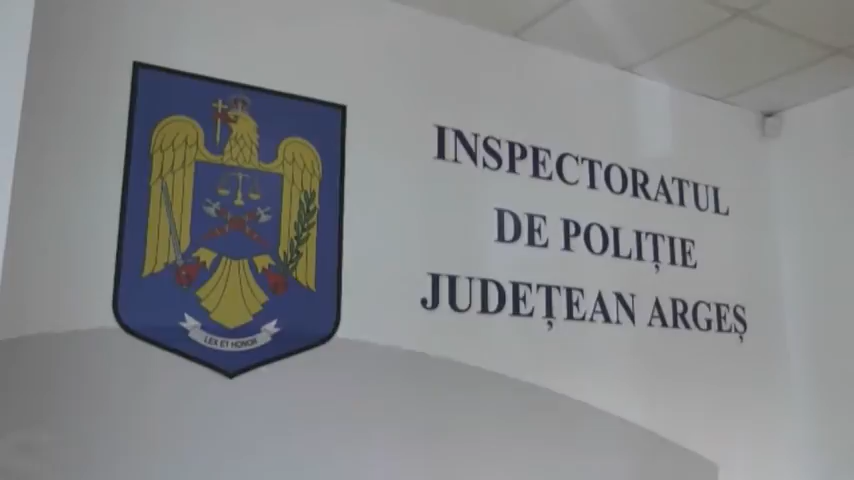 INSPECTORATUL
DE POLIȚIE
JUDEȚEAN ARGEȘ
LEX ET HONOR